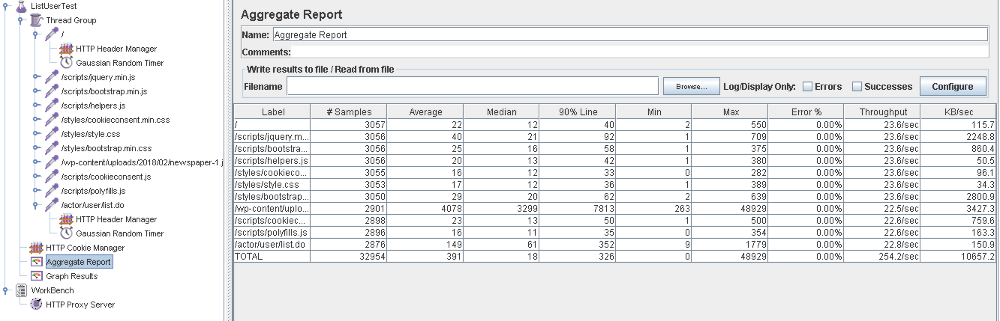 ListUserTest
Thread Group
/
HTTP Header Manager
Gaussian Random Timer
/scripts/jquery.min.js
/scripts/bootstrap.min.js
/scripts/helpers.js
/styles/cookieconsent.min.css
/styles/style.css
/styles/bootstrap.min.css
/wp-content/uploads/2018/02/newspaper-1.j
/scripts/cookieconsent.js
/scripts/polyfills.js
/actor/user/list.do
HTTP Header Manager
Gaussian Random Timer
HTTP Cookie Manager
Aggregate Report
Graph Results
WorkBench
HTTP Proxy Server
Aggregate Report
Name: Aggregate Report
Comments:
Write results to file / Read from file
Filename Browse... Log/Display Only: Errors Successes Configure
Label # Samples Average Median 90% Line Min Max Error % Throughput KB/sec
/ 3057 22 12 40 2 550 0.00% 23.6/sec 115.7
/scripts/jquery.m... 3056 40 21 92 1 709 0.00% 23.6/sec 2248.8
/scripts/bootstra... 3056 25 16 58 1 375 0.00% 23.6/sec 860.4
/scripts/helpers.js 3056 20 13 42 1 380 0.00% 23.6/sec 50.5
/styles/cookieco... 3055 16 12 33 0 282 0.00% 23.6/sec 96.1
/styles/style.css 3053 17 12 36 1 389 0.00% 23.6/sec 34.3
/styles/bootstrap... 3050 29 20 62 2 639 0.00% 23.6/sec 2800.9
/wp-content/uplo... 2901 4078 3299 7813 263 48929 0.00% 22.5/sec 3427.3
/scripts/cookiec... 2898 23 13 50 1 500 0.00% 22.6/sec 759.6
/scripts/polyfills.js 2896 16 11 35 0 354 0.00% 22.6/sec 163.3
/actor/user/list.do 2876 149 61 352 9 1779 0.00% 22.8/sec 150.9
TOTAL 32954 391 18 326 0 48929 0.00% 254.2/sec 10657.2